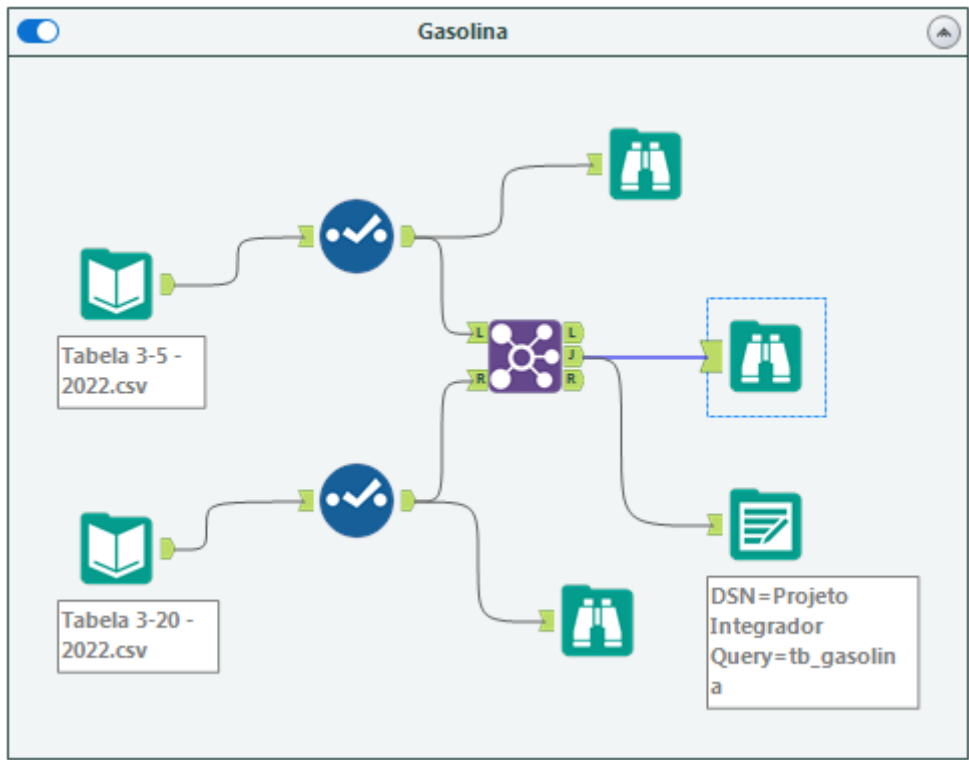 Gasolina
Tabela 3-5 -
2022.csv
L
R
L
J
R
Tabela 3-20 -
2022.csv
DSN=Projeto
Integrador
Query=tb_gasolin
a